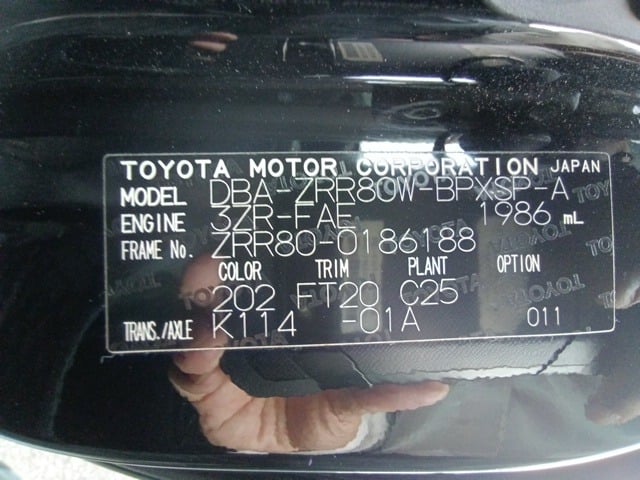 TOYOTA MOTOR CORPORATION JAPAN
MODEL DBA-ZRR80W-BPXSP-A
ENGINE 3ZR-FAE 1986 mL
FRAME No. ZRR80-0186188
COLOR TRIM PLANT OPTION
202 FT20 C25
TRANS./AXLE K114 -01A 011